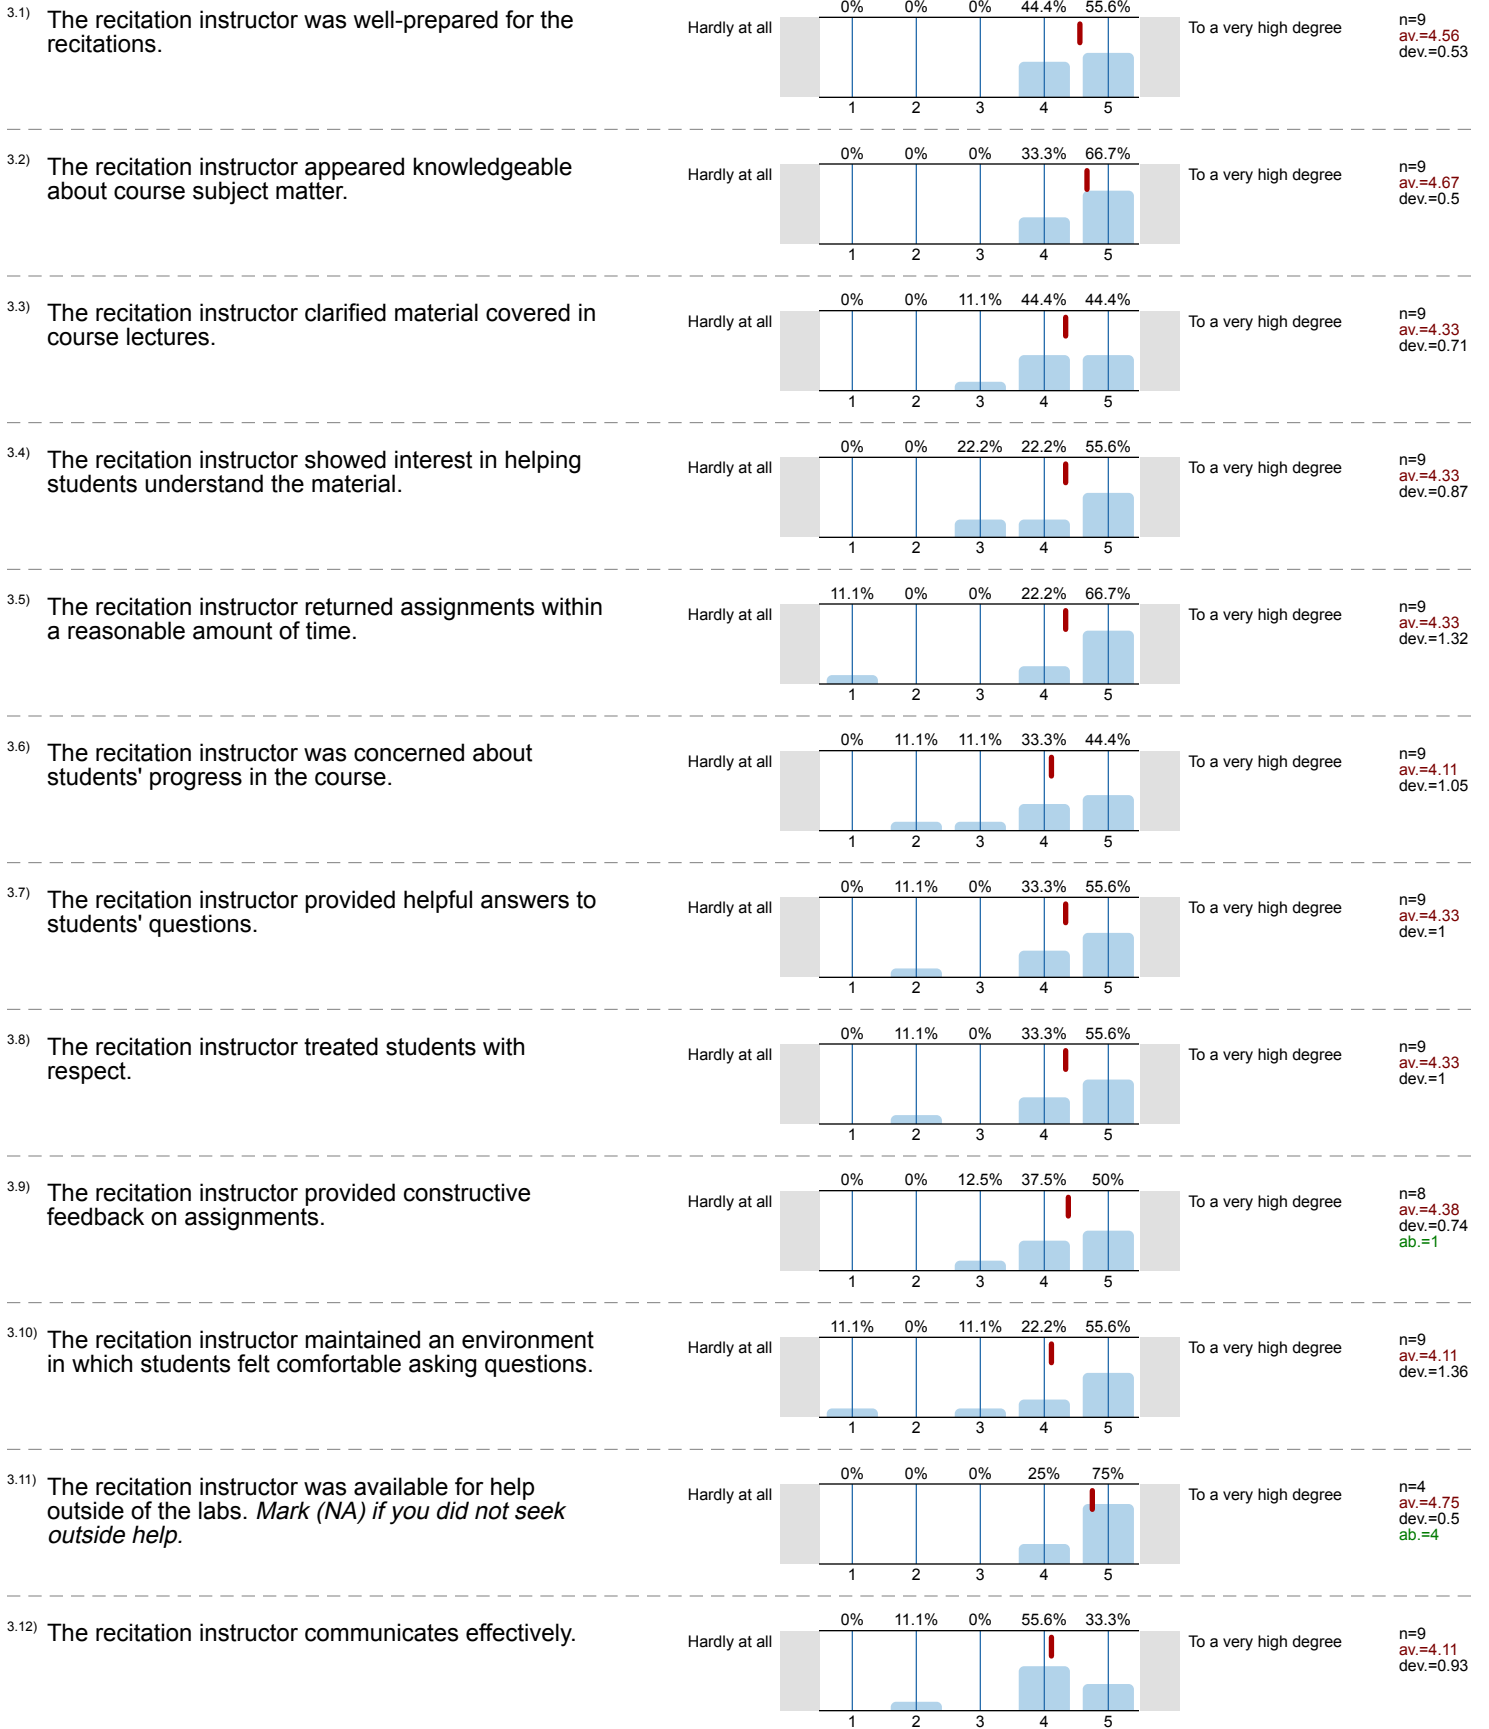 3.1) The recitation instructor was well-prepared for the
recitations.
Hardly at all
0% 0% 0% 44.4% 55.6%
1 2 3 4 5
To a very high degree
n=9
av.=4.56
dev.=0.53
3.2) The recitation instructor appeared knowledgeable
about course subject matter.
Hardly at all
0% 0% 0% 33.3% 66.7%
1 2 3 4 5
To a very high degree
n=9
av.=4.67
dev.=0.5
3.3) The recitation instructor clarified material covered in
course lectures.
Hardly at all
0% 0% 11.1% 44.4% 44.4%
1 2 3 4 5
To a very high degree
n=9
av.=4.33
dev.=0.71
3.4) The recitation instructor showed interest in helping
students understand the material.
Hardly at all
0% 0% 22.2% 22.2% 55.6%
1 2 3 4 5
To a very high degree
n=9
av.=4.33
dev.=0.87
3.5) The recitation instructor returned assignments within
a reasonable amount of time.
Hardly at all
11.1% 0% 0% 22.2% 66.7%
1 2 3 4 5
To a very high degree
n=9
av.=4.33
dev.=1.32
3.6) The recitation instructor was concerned about
students' progress in the course.
Hardly at all
0% 11.1% 11.1% 33.3% 44.4%
1 2 3 4 5
To a very high degree
n=9
av.=4.11
dev.=1.05
3.7) The recitation instructor provided helpful answers to
students' questions.
Hardly at all
0% 11.1% 0% 33.3% 55.6%
1 2 3 4 5
To a very high degree
n=9
av.=4.33
dev.=1
3.8) The recitation instructor treated students with
respect.
Hardly at all
0% 11.1% 0% 33.3% 55.6%
1 2 3 4 5
To a very high degree
n=9
av.=4.33
dev.=1
3.9) The recitation instructor provided constructive
feedback on assignments.
Hardly at all
0% 0% 12.5% 37.5% 50%
1 2 3 4 5
To a very high degree
n=8
av.=4.38
dev.=0.74
ab.=1
3.10) The recitation instructor maintained an environment
in which students felt comfortable asking questions.
Hardly at all
11.1% 0% 11.1% 22.2% 55.6%
1 2 3 4 5
To a very high degree
n=9
av.=4.11
dev.=1.36
3.11) The recitation instructor was available for help
outside of the labs. Mark (NA) if you did not seek
outside help.
Hardly at all
0% 0% 0% 25% 75%
1 2 3 4 5
To a very high degree
n=4
av.=4.75
dev.=0.5
ab.=4
3.12) The recitation instructor communicates effectively.
Hardly at all
0% 11.1% 0% 55.6% 33.3%
1 2 3 4 5
To a very high degree
n=9
av.=4.11
dev.=0.93